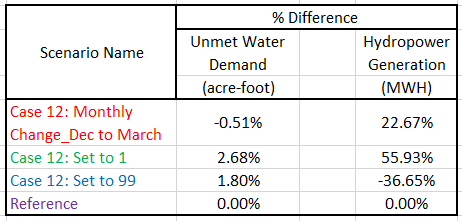 Scenario Name
% Difference
Unmet Water
Demand
(acre-foot)
Hydropower
Generation
(MWH)
Case 12: Monthly
Change_Dec to March
-0.51%
22.67%
Case 12: Set to 1
2.68%
55.93%
Case 12: Set to 99
1.80%
-36.65%
Reference
0.00%
0.00%